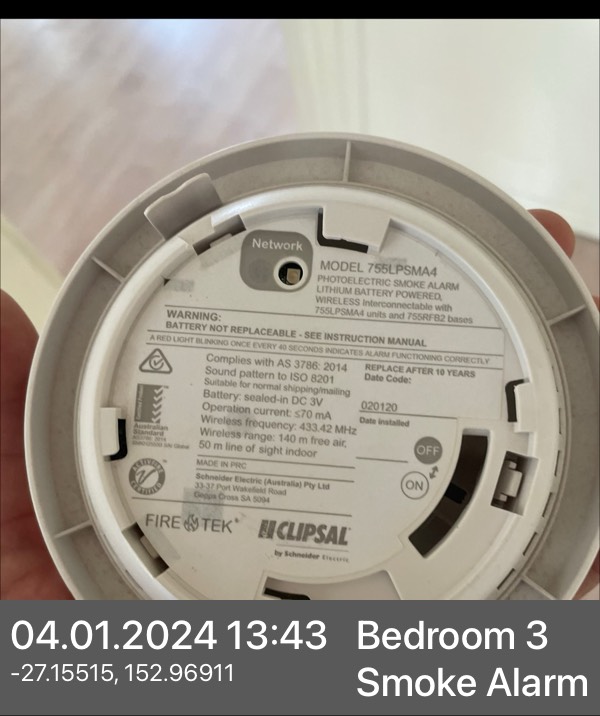 Network
MODEL 755LPSMA4
PHOTOELECTRIC SMOKE ALARM
LITHIUM BATTERY POWERED,
WIRELESS Interconnectable with
755LPSMA4 units and 755RFB2 bases
WARNING:
BATTERY NOT REPLACEABLE - SEE INSTRUCTION MANUAL
A RED LIGHT BLINKING ONCE EVERY 40 SECONDS INDICATES ALARM FUNCTIONING CORRECTLY
Complies with AS 3786: 2014
Sound pattern to ISO 8201
Suitable for normal shipping/mailing
Battery: sealed-in DC 3V
Operation current: ≤70 mA
Wireless frequency: 433.42 MHz
Wireless range: 140 m free air,
50 m line of sight indoor
REPLACE AFTER 10 YEARS
Date Code:
020120
Date installed
OFF
ON
Australian
Standard
MADE IN PRC
Schneider Electric (Australia) Pty Ltd
33-37 Port Wakefield Road
Gepps Cross SA 5094
FIRE TEK
CLIPSAL
by Schneider Electric
04.01.2024 13:43
-27.15515, 152.96911
Bedroom 3
Smoke Alarm